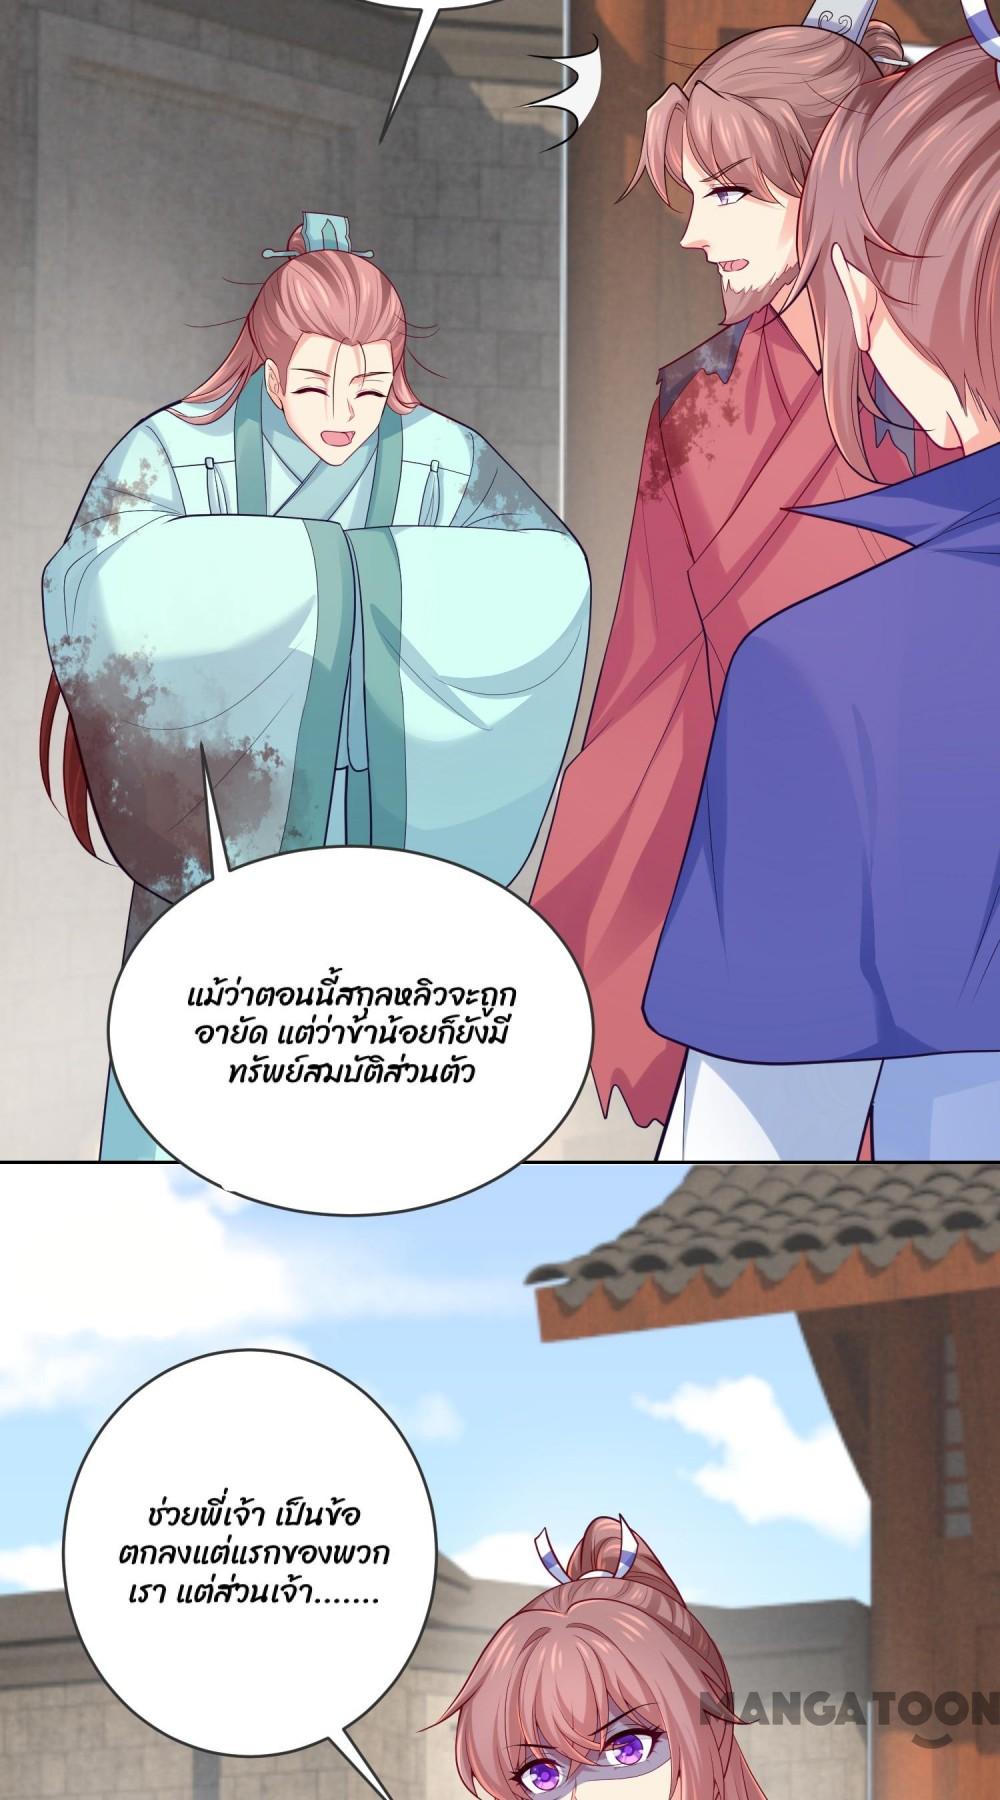 แม้ว่าตอนนี้สกุลหลิวจะถูก
อายัด แต่ว่าข้าน้อยก็ยังมี
ทรัพย์สมบัติส่วนตัว
ช่วยพี่เจ้า เป็นข้อ
ตกลงแต่แรกของพวก
เรา แต่ส่วนเจ้า.......
MANGATOON